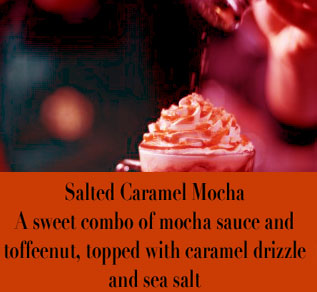 Salted Caramel Mocha
A sweet combo of mocha sauce and
toffeenut, topped with caramel drizzle
and sea salt